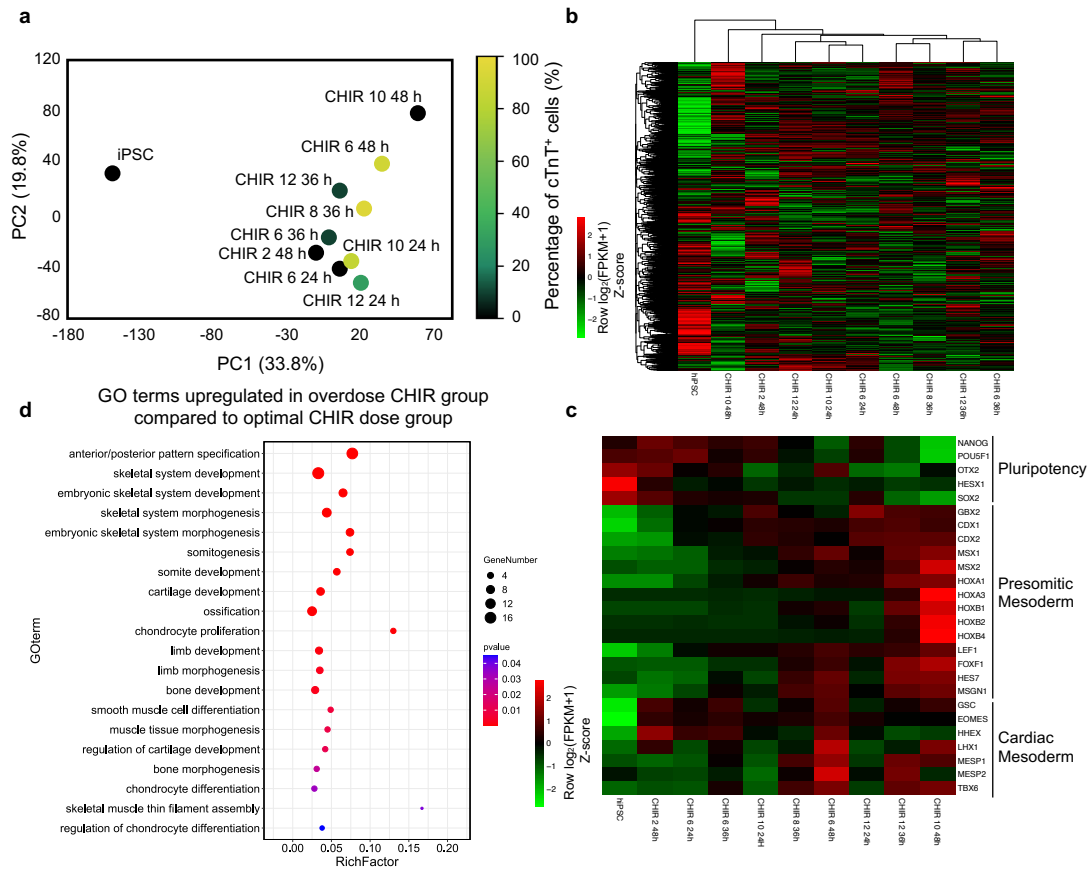 a
120
80
40
0
-40
-80
-180
-130
-80
-30
20
70
PC2 (19.8%)
PC1 (33.8%)
iPSC
CHIR 10 48 h
CHIR 6 48 h
CHIR 12 36 h
CHIR 8 36 h
CHIR 6 36 h
CHIR 10 24 h
CHIR 2 48 h
CHIR 6 24 h
CHIR 12 24 h
100
80
60
40
20
0
Percentage of cTnT⁺ cells (%)
b
2
1
0
-1
-2
Row log₂(FPKM+1)
Z-score
hiPSC
CHIR 10 48h
CHIR 2 48h
CHIR 12 24h
CHIR 10 24h
CHIR 6 24h
CHIR 6 48h
CHIR 8 36h
CHIR 12 36h
CHIR 6 36h
d
GO terms upregulated in overdose CHIR group
compared to optimal CHIR dose group
GOterm
anterior/posterior pattern specification
skeletal system development
embryonic skeletal system development
skeletal system morphogenesis
embryonic skeletal system morphogenesis
somitogenesis
somite development
cartilage development
ossification
chondrocyte proliferation
limb development
limb morphogenesis
bone development
smooth muscle cell differentiation
muscle tissue morphogenesis
regulation of cartilage development
bone morphogenesis
chondrocyte differentiation
skeletal muscle thin filament assembly
regulation of chondrocyte differentiation
0.00
0.05
0.10
0.15
0.20
RichFactor
GeneNumber
4
8
12
16
pvalue
0.04
0.03
0.02
0.01
c
2
1
0
-1
-2
Row log₂(FPKM+1)
Z-score
NANOG
POU5F1
OTX2
HESX1
SOX2
GBX2
CDX1
CDX2
MSX1
MSX2
HOXA1
HOXA3
HOXB1
HOXB2
HOXB4
LEF1
FOXF1
HES7
MSGN1
GSC
EOMES
HHEX
LHX1
MESP1
MESP2
TBX6
Pluripotency
Presomitic
Mesoderm
Cardiac
Mesoderm
hiPSC
CHIR 2 48h
CHIR 6 24h
CHIR 6 36h
CHIR 10 24H
CHIR 8 36h
CHIR 6 48h
CHIR 12 24h
CHIR 12 36h
CHIR 10 48h